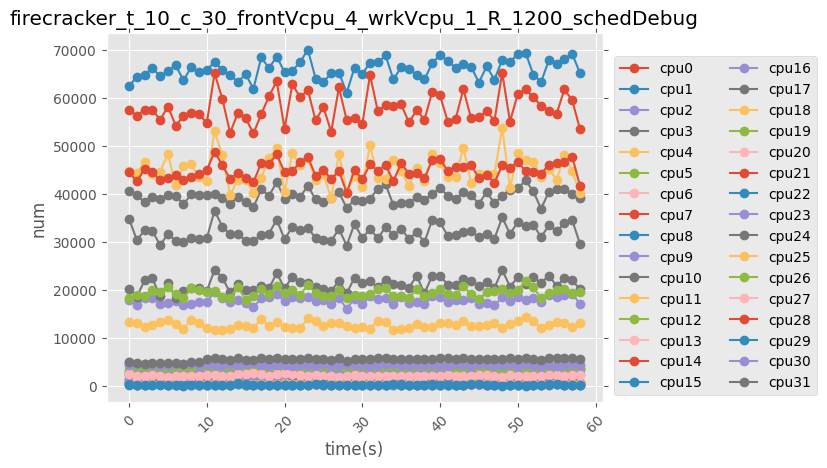 firecracker_t_10_c_30_frontVcpu_4_wrkVcpu_1_R_1200_schedDebug
70000
60000
50000
40000
30000
20000
10000
0
num
0
10
20
30
40
50
60
time(s)
cpu0
cpu1
cpu2
cpu3
cpu4
cpu5
cpu6
cpu7
cpu8
cpu9
cpu10
cpu11
cpu12
cpu13
cpu14
cpu15
cpu16
cpu17
cpu18
cpu19
cpu20
cpu21
cpu22
cpu23
cpu24
cpu25
cpu26
cpu27
cpu28
cpu29
cpu30
cpu31